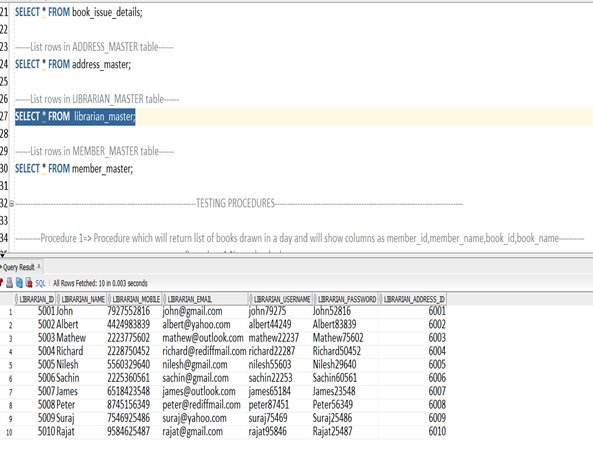 21 SELECT * FROM book_issue_details;
22
23 ------List rows in ADDRESS_MASTER table------
24 SELECT * FROM address_master;
25
26 ------List rows in LIBRARIAN_MASTER table------
27 SELECT * FROM librarian_master;
28
29 ------List rows in MEMBER_MASTER table------
30 SELECT * FROM member_master;
31
32 ------------------------------------------------------------TESTING PROCEDURES------------------------------------------------------------
33
34 ----------Procedure 1=> Procedure which will return list of books drawn in a day and will show columns as member_id,member_name,book_id,book_name----------
Query Result
SQL | All Rows Fetched: 10 in 0.003 seconds
LIBRARIAN_ID LIBRARIAN_NAME LIBRARIAN_MOBILE LIBRARIAN_EMAIL LIBRARIAN_USERNAME LIBRARIAN_PASSWORD LIBRARIAN_ADDRESS_ID
1 5001 John 7927552816 john@gmail.com john79275 John52816 6001
2 5002 Albert 4424983839 albert@yahoo.com albert44249 Albert83839 6002
3 5003 Mathew 2223775602 mathew@outlook.com mathew22237 Mathew75602 6003
4 5004 Richard 2228750452 richard@rediffmail.com richard22287 Richard50452 6004
5 5005 Nilesh 5560329640 nilesh@gmail.com nilesh55603 Nilesh29640 6005
6 5006 Sachin 2225360561 sachin@gmail.com sachin22253 Sachin60561 6006
7 5007 James 6518423548 james@outlook.com james65184 James23548 6007
8 5008 Peter 8745156349 peter@rediffmail.com peter87451 Peter56349 6008
9 5009 Suraj 7546925486 suraj@yahoo.com suraj75469 Suraj25486 6009
10 5010 Rajat 9584625487 rajat@gmail.com rajat95846 Rajat25487 6010